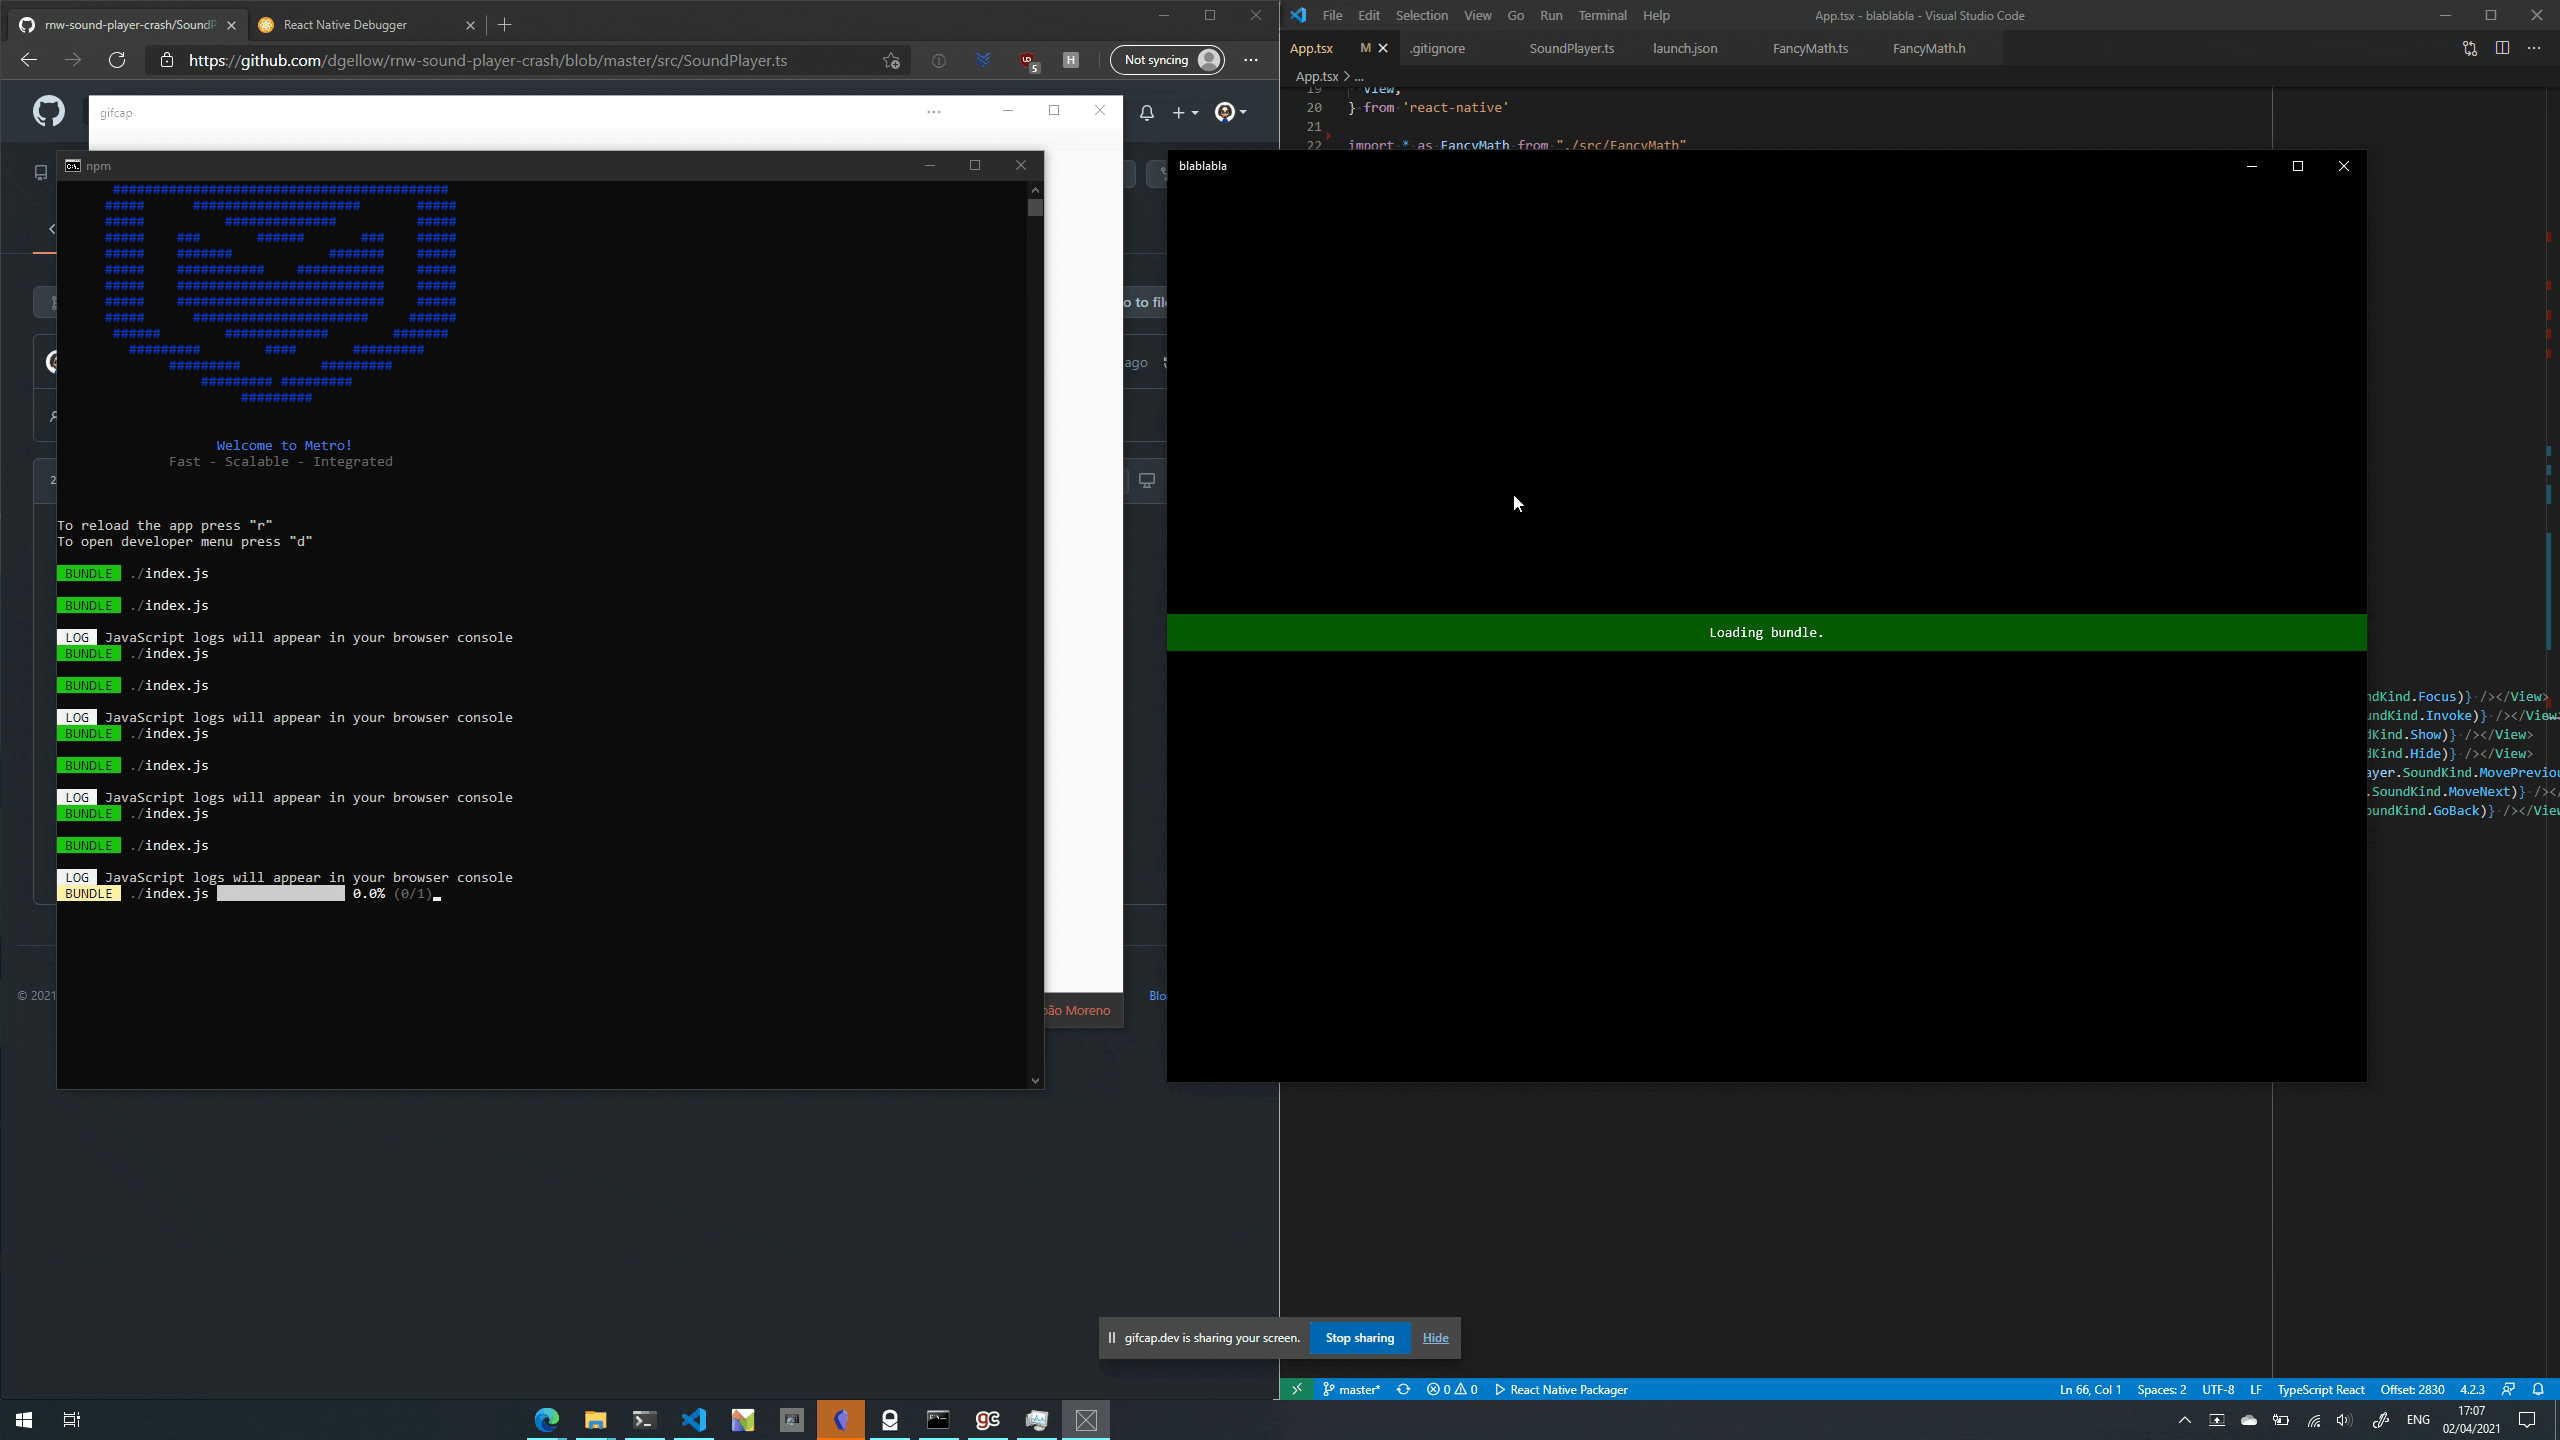 rnw-sound-player-crash/SoundP
React Native Debugger
https://github.com/dgellow/rnw-sound-player-crash/blob/master/src/SoundPlayer.ts
5
H
Not syncing
gifcap
npm
#########################################
##### ##################### #####
##### ############## #####
##### ### ###### ### #####
##### ####### ####### #####
##### ########### ########### #####
##### ########################## #####
##### ########################## #####
##### ###################### ######
###### ############# #######
######### #### #########
######### #########
######### #########
#########
Welcome to Metro!
Fast - Scalable - Integrated
To reload the app press "r"
To open developer menu press "d"
BUNDLE ./index.js
BUNDLE ./index.js
LOG JavaScript logs will appear in your browser console
BUNDLE ./index.js
BUNDLE ./index.js
LOG JavaScript logs will appear in your browser console
BUNDLE ./index.js
BUNDLE ./index.js
LOG JavaScript logs will appear in your browser console
BUNDLE ./index.js
BUNDLE ./index.js
LOG JavaScript logs will appear in your browser console
BUNDLE ./index.js 0.0% (0/1)
o to file
ago
2
© 2021
Blo
oão Moreno
File Edit Selection View Go Run Terminal Help
App.tsx - blablabla - Visual Studio Code
App.tsx M .gitignore SoundPlayer.ts launch.json FancyMath.ts FancyMath.h
App.tsx > ...
19 View,
20 } from 'react-native'
21
22 import * as FancyMath from "./src/FancyMath"
blablabla
Loading bundle.
ndKind.Focus)} /></View>
undKind.Invoke)} /></View
dKind.Show)} /></View>
dKind.Hide)} /></View>
ayer.SoundKind.MovePreviou
.SoundKind.MoveNext)} /></
oundKind.GoBack)} /></View
gifcap.dev is sharing your screen. Stop sharing Hide
master* 0 0 React Native Packager
Ln 66, Col 1 Spaces: 2 UTF-8 LF TypeScript React Offset: 2830 4.2.3
gc
ENG
17:07
02/04/2021